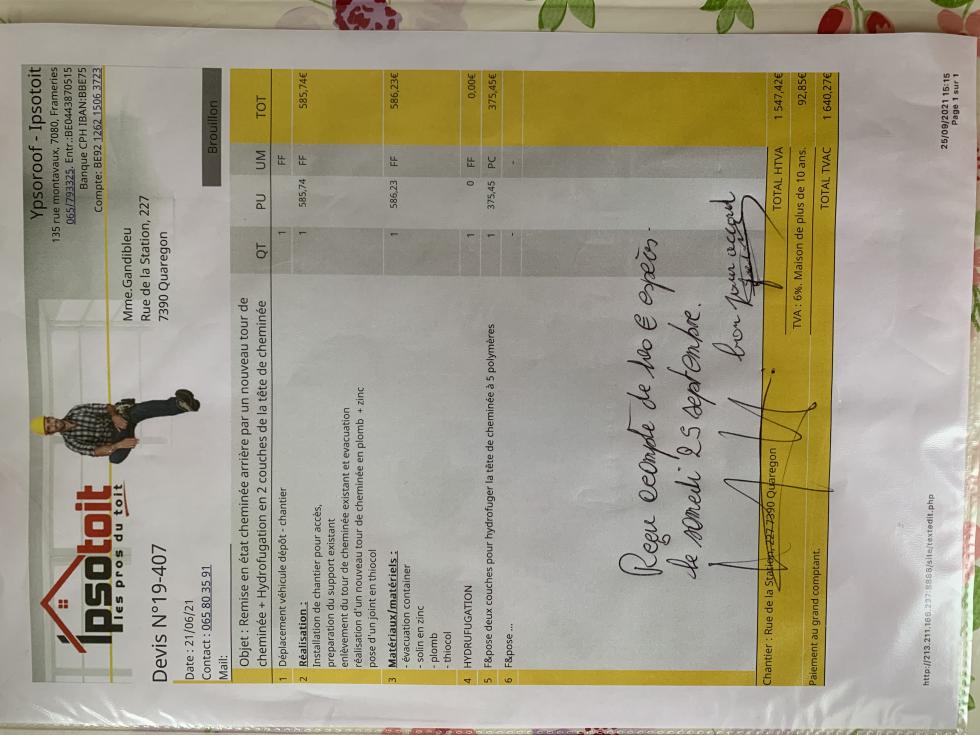 Ipsotoit
les pros du toit
Ypsoroof - Ipsotoit
135 rue montavaux, 7080, Frameries
065/793325. Entr.:BE0443870515
Banque CPH IBAN:BBE75
Compte: BE92 1262 1506 3723
Devis N°19-407
Mme.Gandibleu
Date : 21/06/21
Rue de la Station, 227
Contact : 065 80 35 91
7390 Quaregon
Mail:
Brouillon
Objet : Remise en état cheminée arrière par un nouveau tour de
cheminée + Hydrofugation en 2 couches de la tête de cheminée
QT PU UM TOT
1 Déplacement véhicule dépôt - chantier 1 FF
2 Réalisation : 1 585,74 FF 585,74€
Installation de chantier pour accès,
preparation du support existant
enlèvement du tour de cheminée existant et evacuation
réalisation d'un nouveau tour de cheminée en plomb + zinc
pose d'un joint en thiocol
3 Matériaux/matériels : 1 586,23 FF 586,23€
- évacuation container
- solin en zinc
- plomb
- thiocol
4 HYDRUFUGATION 1 0 FF 0,00€
5 F&pose deux couches pour hydrofuger la tête de cheminée à 5 polymères 1 375,45 PC 375,45€
6 F&pose ... - -
Reçu acompte de € espèces.
le samedi 25 septembre.
bon pour accord
Chantier : Rue de la Station, 227 7390 Quaregon
TOTAL HTVA 1 547,42€
TVA : 6%. Maison de plus de 10 ans. 92,85€
Paiement au grand comptant.
TOTAL TVAC 1 640,27€
http://213.211.166.237:8888/site/textedit.php
25/09/2021 15:15
Page 1 sur 1